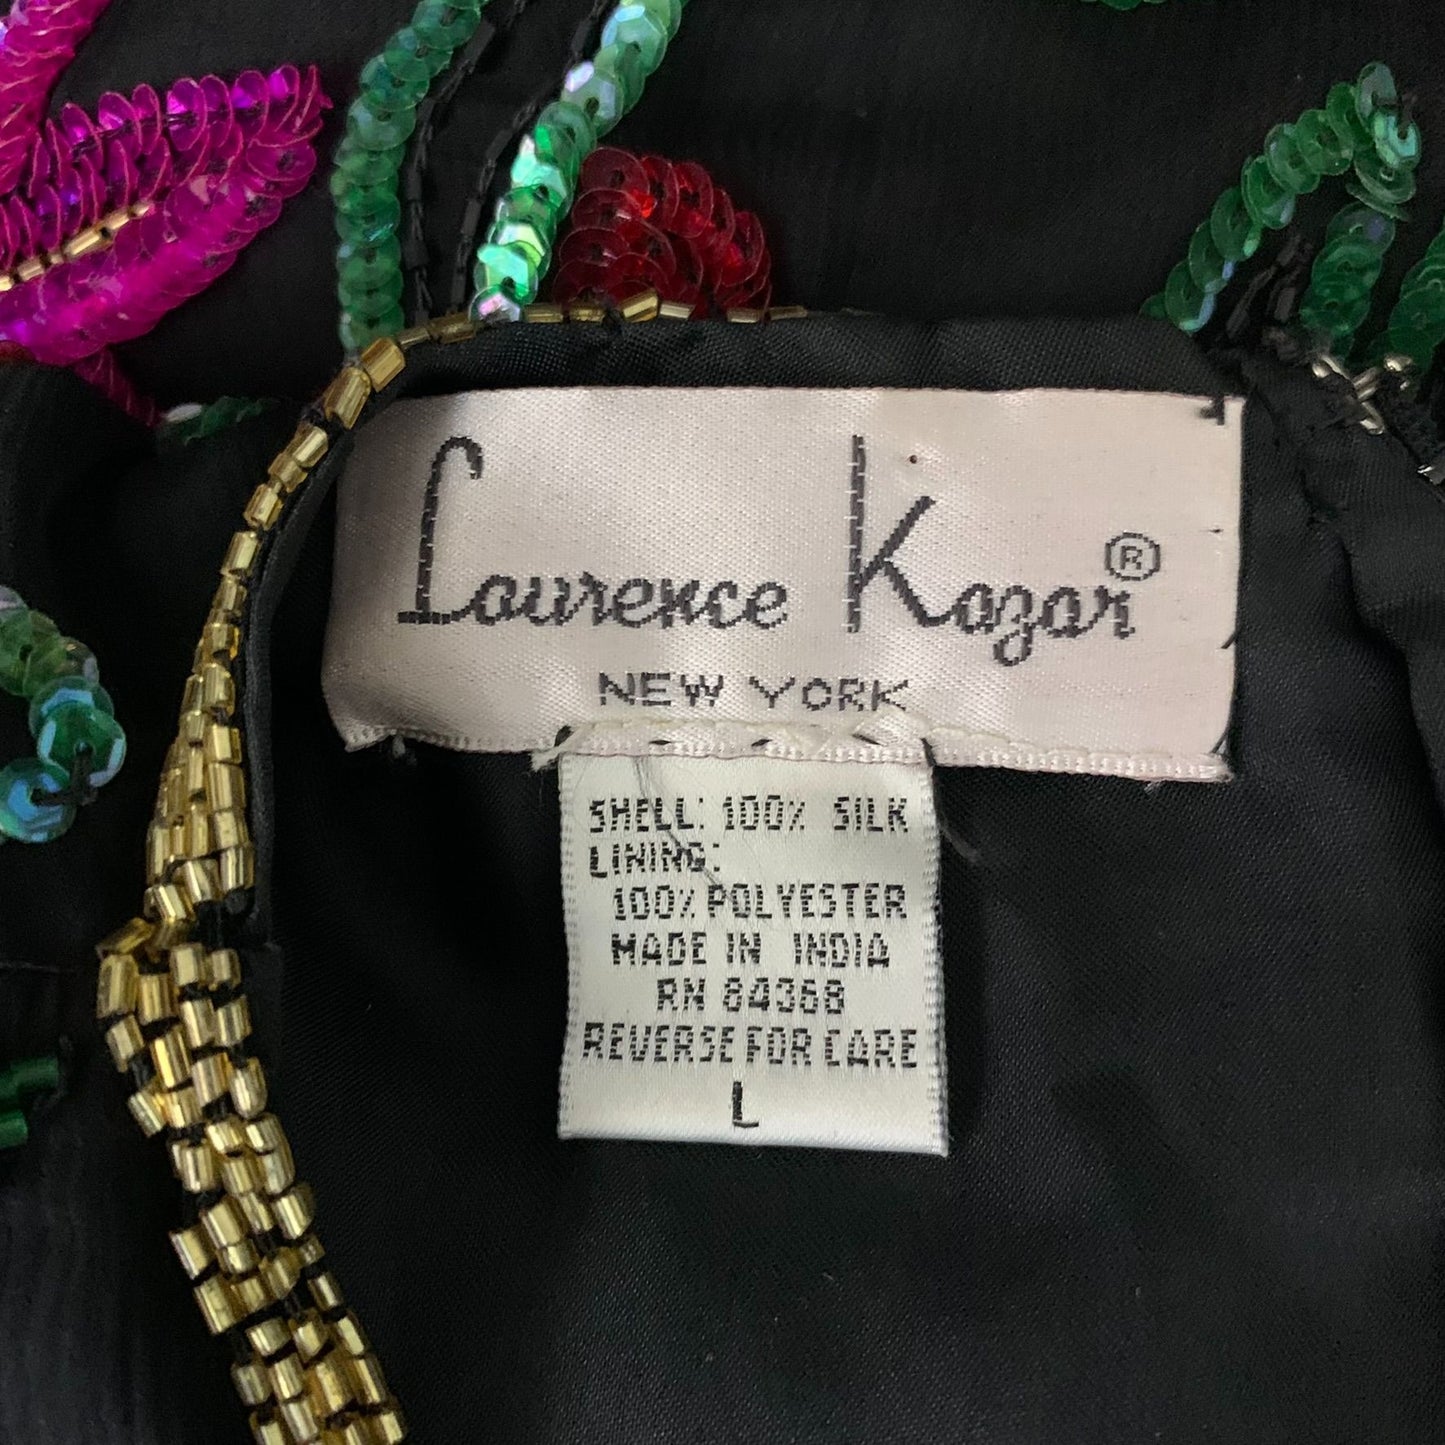 Laurence Kazar®
NEW YORK
SHELL: 100% SILK
LINING:
100% POLYESTER
MADE IN INDIA
RN 84368
REVERSE FOR CARE
L